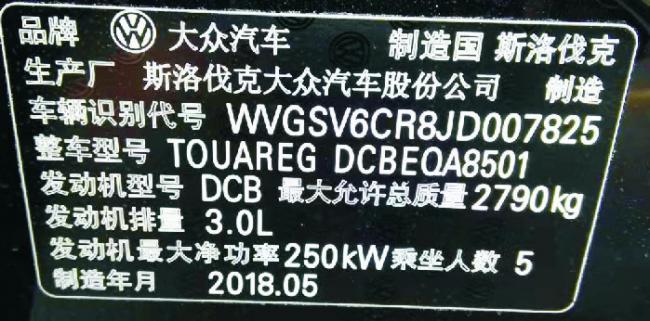 品牌 大众汽车 制造国 斯洛伐克
生产厂 斯洛伐克大众汽车股份公司 制造
车辆识别代号 WVGSV6CR8JD007825
整车型号 TOUAREG DCBEQA8501
发动机型号 DCB 最大允许总质量 2790kg
发动机排量 3.0L
发动机最大净功率 250kW 乘坐人数 5
制造年月 2018.05